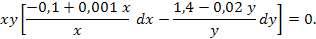 xy[(−0,1 + 0,001 x)/x dx − (1,4 − 0,02 y)/y dy] = 0.